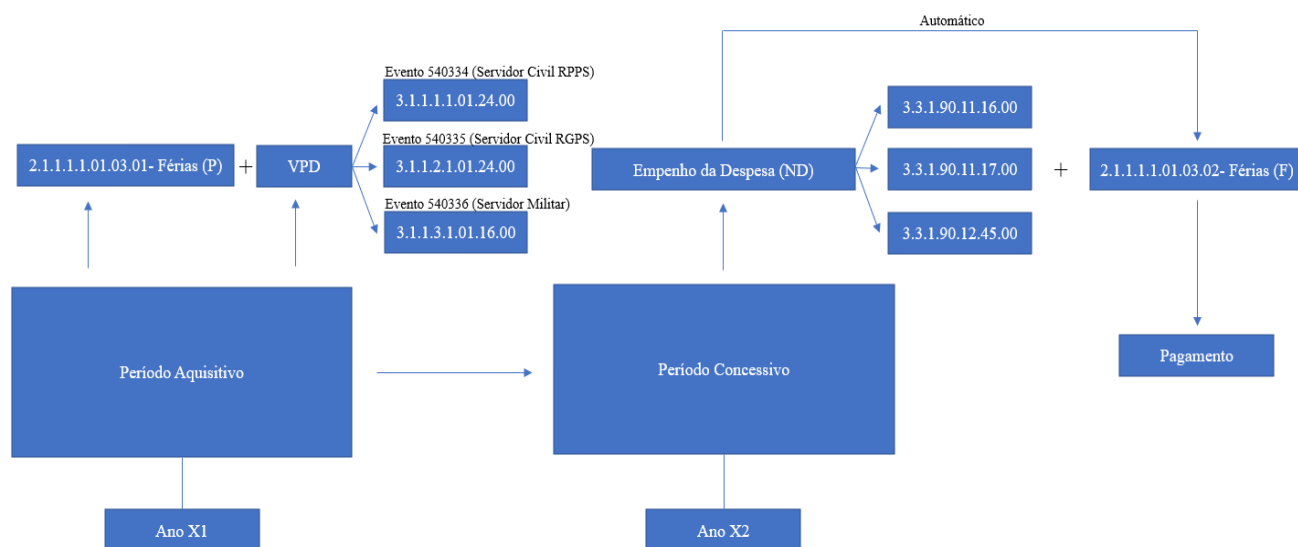 Automático
Evento 540334 (Servidor Civil RPPS)
3.1.1.1.1.01.24.00
Evento 540335 (Servidor Civil RGPS)
2.1.1.1.1.01.03.01- Férias (P) + VPD
3.1.1.2.1.01.24.00
Evento 540336 (Servidor Militar)
3.1.1.3.1.01.16.00
3.3.1.90.11.16.00
Empenho da Despesa (ND)
3.3.1.90.11.17.00
+ 2.1.1.1.1.01.03.02- Férias (F)
3.3.1.90.12.45.00
Período Aquisitivo
Período Concessivo
Pagamento
Ano X1
Ano X2